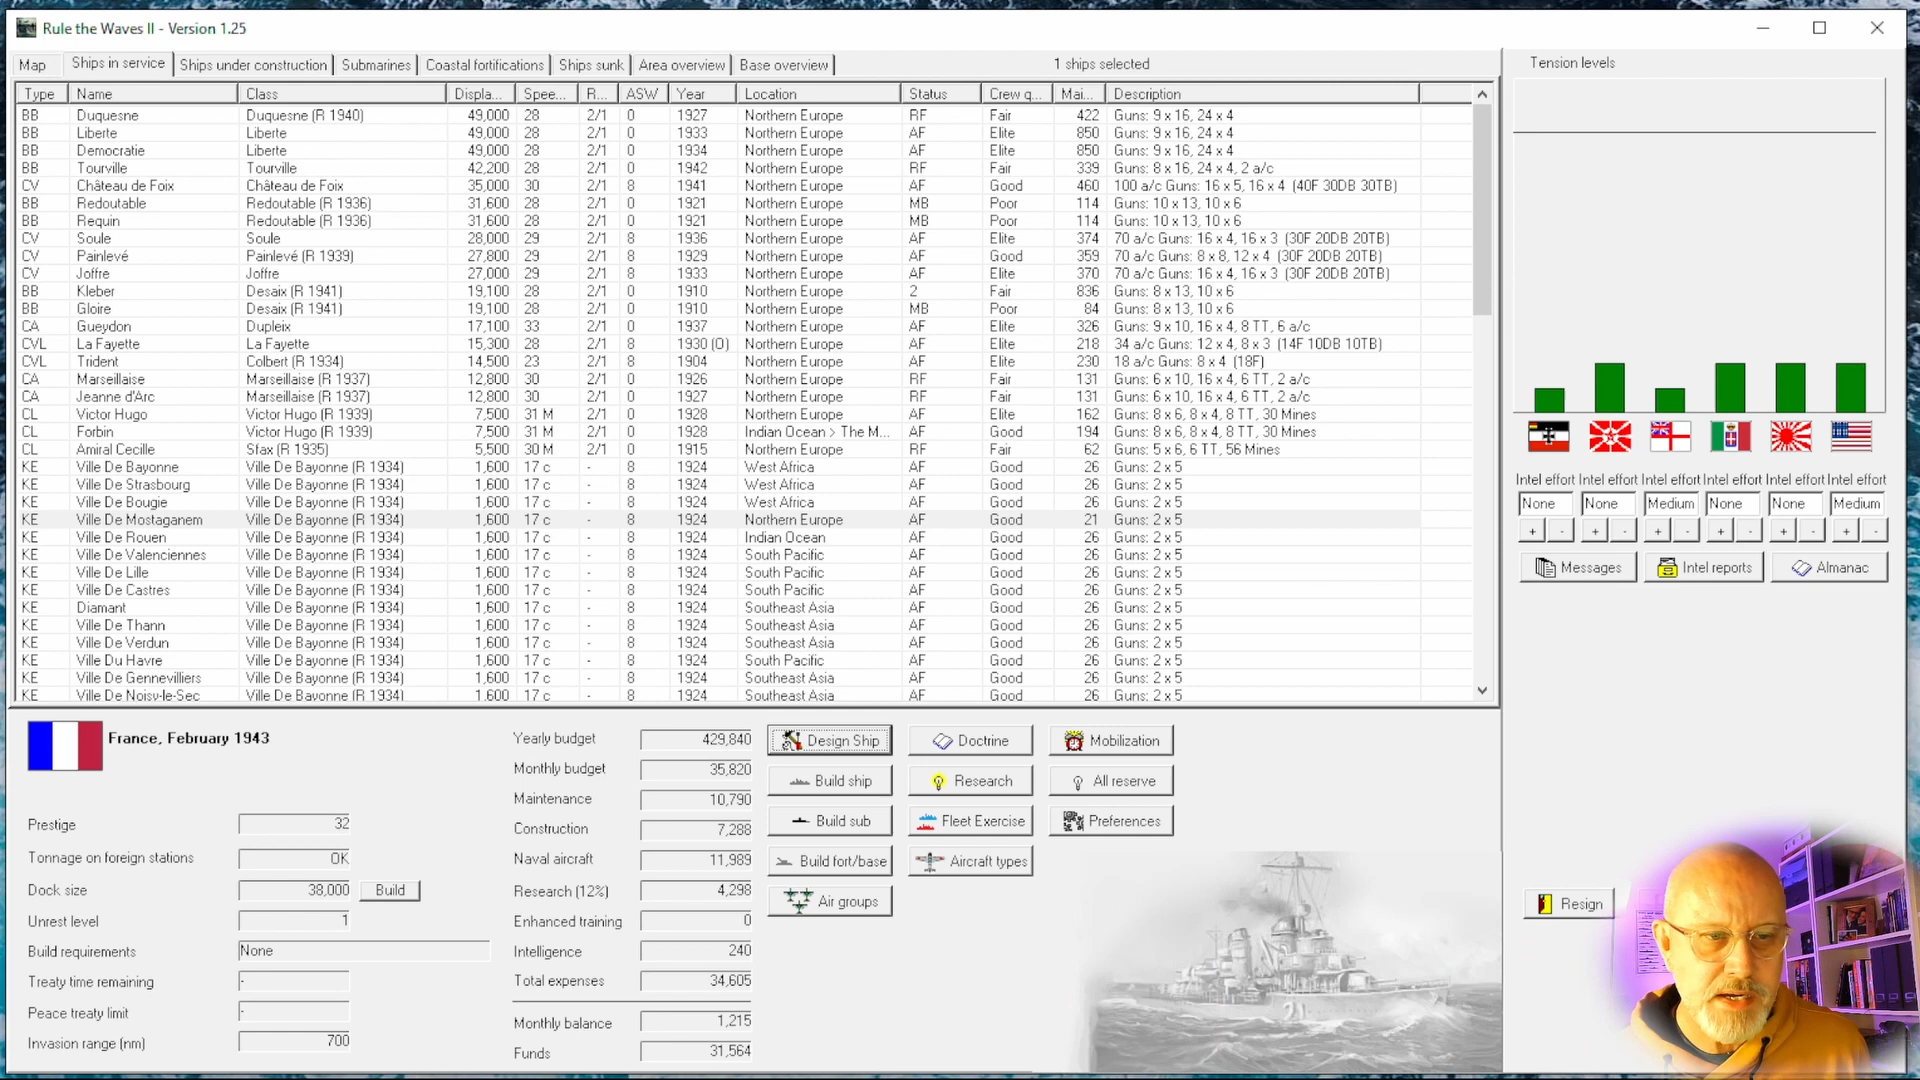 Rule the Waves II - Version 1.25
Map Ships in service Ships under construction Submarines Coastal fortifications Ships sunk Area overview Base overview 1 ships selected Tension levels
Type Name Class Displa... Spee... R... ASW Year Location Status Crew q... Mai... Description
BB Duquesne Duquesne (R 1940) 49,000 28 2/1 0 1927 Northern Europe RF Fair 422 Guns: 9 x 16, 24 x 4
BB Liberte Liberte 49,000 28 2/1 0 1933 Northern Europe AF Elite 850 Guns: 9 x 16, 24 x 4
BB Democratie Liberte 49,000 28 2/1 0 1934 Northern Europe AF Elite 850 Guns: 9 x 16, 24 x 4
BB Tourville Tourville 42,200 28 2/1 0 1942 Northern Europe RF Fair 339 Guns: 8 x 16, 24 x 4, 2 a/c
CV Château de Foix Château de Foix 35,000 30 2/1 8 1941 Northern Europe AF Good 460 100 a/c Guns: 16 x 5, 16 x 4 (40F 30DB 30TB)
BB Redoutable Redoutable (R 1936) 31,600 28 2/1 0 1921 Northern Europe MB Poor 114 Guns: 10 x 13, 10 x 6
BB Requin Redoutable (R 1936) 31,600 28 2/1 0 1921 Northern Europe MB Poor 114 Guns: 10 x 13, 10 x 6
CV Soule Soule 28,000 29 2/1 8 1936 Northern Europe AF Elite 374 70 a/c Guns: 16 x 4, 16 x 3 (30F 20DB 20TB)
CV Painlevé Painlevé (R 1939) 27,800 29 2/1 8 1929 Northern Europe AF Good 359 70 a/c Guns: 8 x 8, 12 x 4 (30F 20DB 20TB)
CV Joffre Joffre 27,000 29 2/1 8 1933 Northern Europe AF Elite 370 70 a/c Guns: 16 x 4, 16 x 3 (30F 20DB 20TB)
BB Kleber Desaix (R 1941) 19,100 28 2/1 0 1910 Northern Europe 2 Fair 836 Guns: 8 x 13, 10 x 6
BB Gloire Desaix (R 1941) 19,100 28 2/1 0 1910 Northern Europe MB Poor 84 Guns: 8 x 13, 10 x 6
CA Gueydon Dupleix 17,100 33 2/1 0 1937 Northern Europe AF Elite 326 Guns: 9 x 10, 16 x 4, 8 TT, 6 a/c
CVL La Fayette La Fayette 15,300 28 2/1 8 1930 (O) Northern Europe AF Elite 218 34 a/c Guns: 12 x 4, 8 x 3 (14F 10DB 10TB)
CVL Trident Colbert (R 1934) 14,500 23 2/1 8 1904 Northern Europe AF Elite 230 18 a/c Guns: 8 x 4 (18F)
CA Marseillaise Marseillaise (R 1937) 12,800 30 2/1 0 1926 Northern Europe RF Fair 131 Guns: 6 x 10, 16 x 4, 6 TT, 2 a/c
CA Jeanne d'Arc Marseillaise (R 1937) 12,800 30 2/1 0 1927 Northern Europe RF Fair 131 Guns: 6 x 10, 16 x 4, 6 TT, 2 a/c
CL Victor Hugo Victor Hugo (R 1939) 7,500 31 M 2/1 0 1928 Northern Europe AF Elite 162 Guns: 8 x 6, 8 x 4, 8 TT, 30 Mines
CL Forbin Victor Hugo (R 1939) 7,500 31 M 2/1 0 1928 Indian Ocean > The M... AF Good 194 Guns: 8 x 6, 8 x 4, 8 TT, 30 Mines
CL Amiral Cecille Sfax (R 1935) 5,500 30 M 2/1 0 1915 Northern Europe RF Fair 62 Guns: 5 x 6, 6 TT, 56 Mines
KE Ville De Bayonne Ville De Bayonne (R 1934) 1,600 17 c - 8 1924 West Africa AF Good 26 Guns: 2 x 5
KE Ville De Strasbourg Ville De Bayonne (R 1934) 1,600 17 c - 8 1924 West Africa AF Good 26 Guns: 2 x 5
KE Ville De Bougie Ville De Bayonne (R 1934) 1,600 17 c - 8 1924 West Africa AF Good 26 Guns: 2 x 5
KE Ville De Mostaganem Ville De Bayonne (R 1934) 1,600 17 c - 8 1924 Northern Europe AF Good 21 Guns: 2 x 5
KE Ville De Rouen Ville De Bayonne (R 1934) 1,600 17 c - 8 1924 Indian Ocean AF Good 26 Guns: 2 x 5
KE Ville De Valenciennes Ville De Bayonne (R 1934) 1,600 17 c - 8 1924 South Pacific AF Good 26 Guns: 2 x 5
KE Ville De Lille Ville De Bayonne (R 1934) 1,600 17 c - 8 1924 South Pacific AF Good 26 Guns: 2 x 5
KE Ville De Castres Ville De Bayonne (R 1934) 1,600 17 c - 8 1924 South Pacific AF Good 26 Guns: 2 x 5
KE Diamant Ville De Bayonne (R 1934) 1,600 17 c - 8 1924 Southeast Asia AF Good 26 Guns: 2 x 5
KE Ville De Thann Ville De Bayonne (R 1934) 1,600 17 c - 8 1924 Southeast Asia AF Good 26 Guns: 2 x 5
KE Ville De Verdun Ville De Bayonne (R 1934) 1,600 17 c - 8 1924 Southeast Asia AF Good 26 Guns: 2 x 5
KE Ville Du Havre Ville De Bayonne (R 1934) 1,600 17 c - 8 1924 South Pacific AF Good 26 Guns: 2 x 5
KE Ville De Gennevilliers Ville De Bayonne (R 1934) 1,600 17 c - 8 1924 Southeast Asia AF Good 26 Guns: 2 x 5
KE Ville De Noisy-le-Sec Ville De Bayonne (R 1934) 1,600 17 c - 8 1924 Southeast Asia AF Good 26 Guns: 2 x 5
Intel effort Intel effort Intel effort Intel effort Intel effort Intel effort
None None Medium None None Medium
+ - + - + - + - + - + -
Messages Intel reports Almanac
Resign
France, February 1943
Prestige 32
Tonnage on foreign stations OK
Dock size 38,000 Build
Unrest level 1
Build requirements None
Treaty time remaining -
Peace treaty limit -
Invasion range (nm) 700
Yearly budget 429,840
Monthly budget 35,820
Maintenance 10,790
Construction 7,288
Naval aircraft 11,989
Research (12%) 4,298
Enhanced training 0
Intelligence 240
Total expenses 34,605
Monthly balance 1,215
Funds 31,564
Design Ship Doctrine Mobilization
Build ship Research All reserve
Build sub Fleet Exercise Preferences
Build fort/base Aircraft types
Air groups